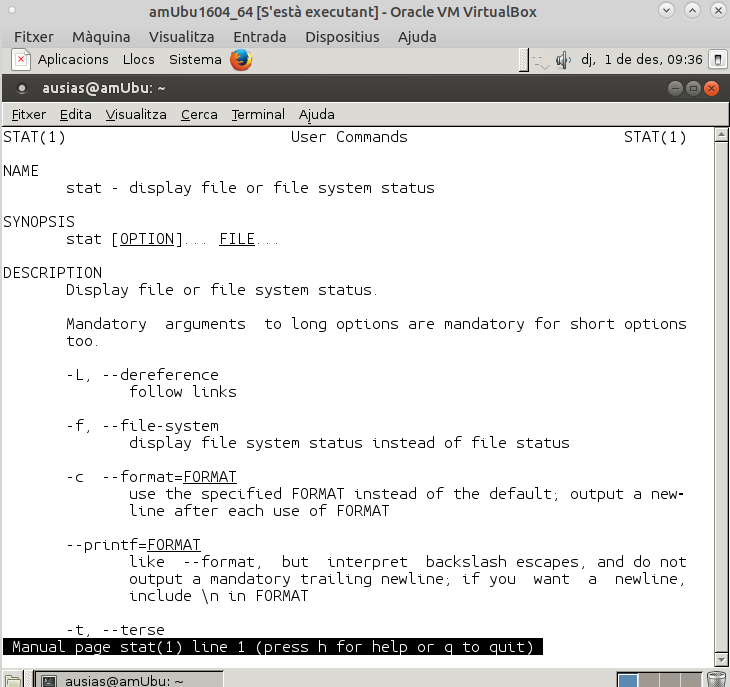 amUbu1604_64 [S'està executant] - Oracle VM VirtualBox
Fitxer Màquina Visualitza Entrada Dispositius Ajuda
Aplicacions Llocs Sistema dj, 1 de des, 09:36
ausias@amUbu: ~
Fitxer Edita Visualitza Cerca Terminal Ajuda
STAT(1) User Commands STAT(1)
NAME
stat - display file or file system status
SYNOPSIS
stat [OPTION]... FILE...
DESCRIPTION
Display file or file system status.
Mandatory arguments to long options are mandatory for short options
too.
-L, --dereference
follow links
-f, --file-system
display file system status instead of file status
-c --format=FORMAT
use the specified FORMAT instead of the default; output a new-
line after each use of FORMAT
--printf=FORMAT
like --format, but interpret backslash escapes, and do not
output a mandatory trailing newline; if you want a newline,
include \n in FORMAT
-t, --terse
Manual page stat(1) line 1 (press h for help or q to quit)
ausias@amUbu: ~